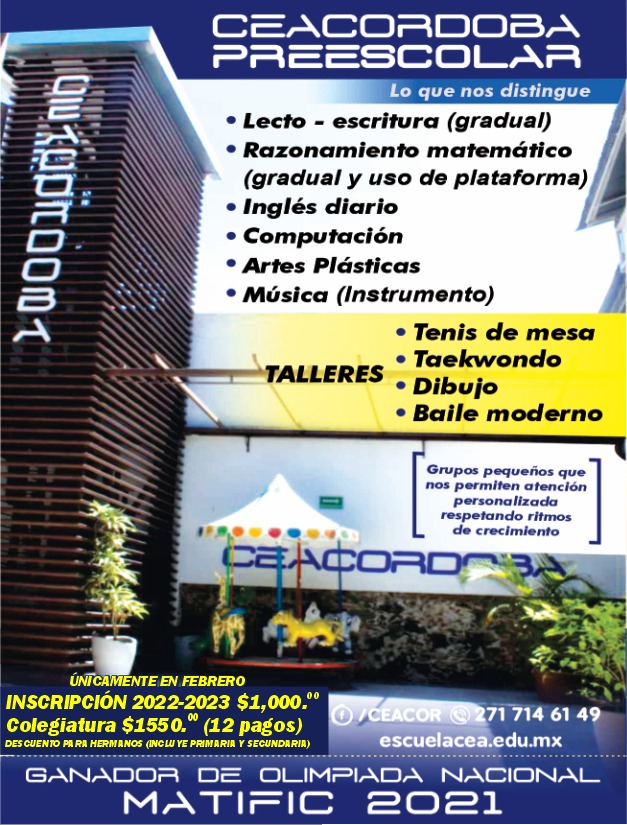 CEACORDOBA
PREESCOLAR
Lo que nos distingue
• Lecto - escritura (gradual)
• Razonamiento matemático
(gradual y uso de plataforma)
• Inglés diario
• Computación
• Artes Plásticas
• Música (Instrumento)
TALLERES
• Tenis de mesa
• Taekwondo
• Dibujo
• Baile moderno
Grupos pequeños que
nos permiten atención
personalizada
respetando ritmos
de crecimiento
CEACORDOBA
ÚNICAMENTE EN FEBRERO
INSCRIPCIÓN 2022-2023 $1,000.00
Colegiatura $1550.00 (12 pagos)
DESCUENTO PARA HERMANOS (INCLUYE PRIMARIA Y SECUNDARIA)
/CEACOR 271 714 61 49
escuelacea.edu.mx
GANADOR DE OLIMPIADA NACIONAL
MATIFIC 2021